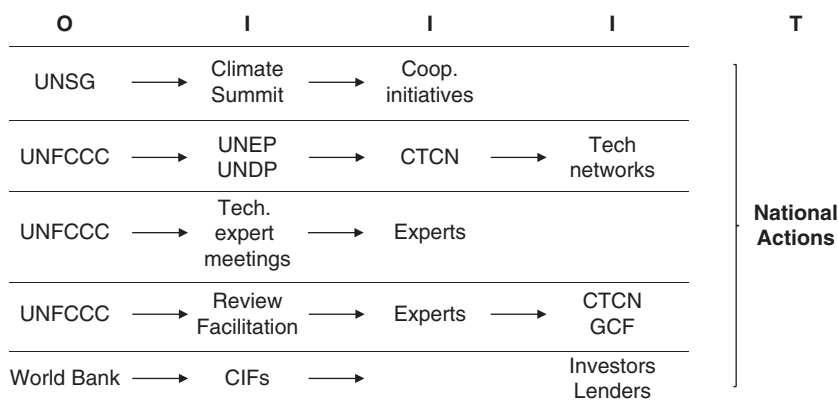 O I I I T
UNSG Climate Summit Coop. initiatives
UNFCCC UNEP UNDP CTCN Tech networks
UNFCCC Tech. expert meetings Experts
National Actions
UNFCCC Review Facilitation Experts CTCN GCF
World Bank CIFs Investors Lenders